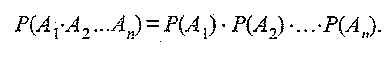 P(A₁·A₂...Aₙ) = P(A₁) · P(A₂) · ... · P(Aₙ).